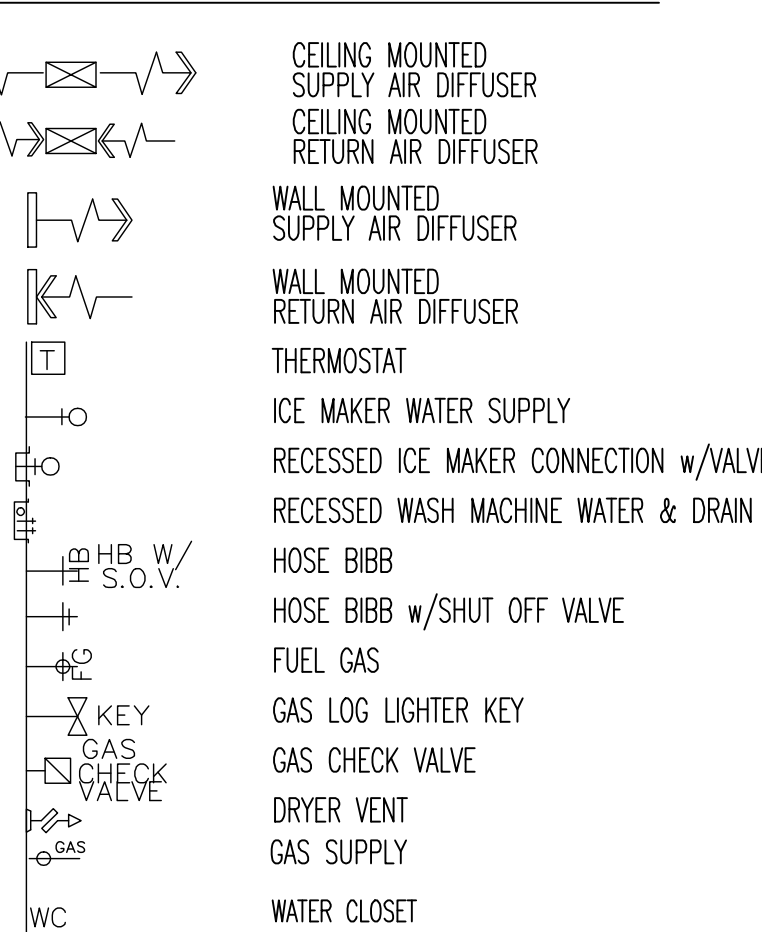 CEILING MOUNTED
SUPPLY AIR DIFFUSER
CEILING MOUNTED
RETURN AIR DIFFUSER
WALL MOUNTED
SUPPLY AIR DIFFUSER
WALL MOUNTED
RETURN AIR DIFFUSER
T
THERMOSTAT
ICE MAKER WATER SUPPLY
RECESSED ICE MAKER CONNECTION w/
RECESSED WASH MACHINE WATER & DRAIN
HB
HB W/
S.O.V.
HOSE BIBB
HOSE BIBB w/SHUT OFF VALVE
FG
FUEL GAS
KEY
GAS LOG LIGHTER KEY
GAS
CHECK
VALVE
GAS CHECK VALVE
DRYER VENT
GAS
GAS SUPPLY
WC
WATER CLOSET